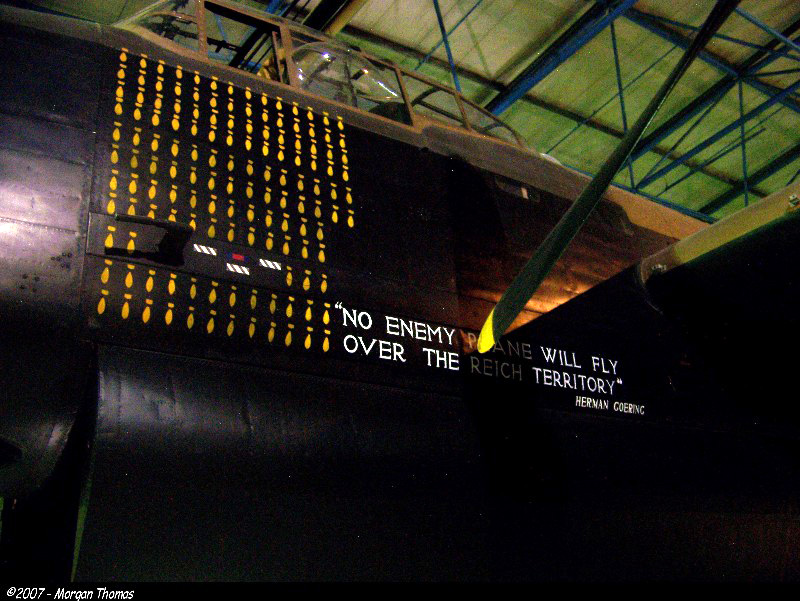 "NO ENEMY PLANE WILL FLY
OVER THE REICH TERRITORY"
HERMAN GOERING
©2007 - Morgan Thomas